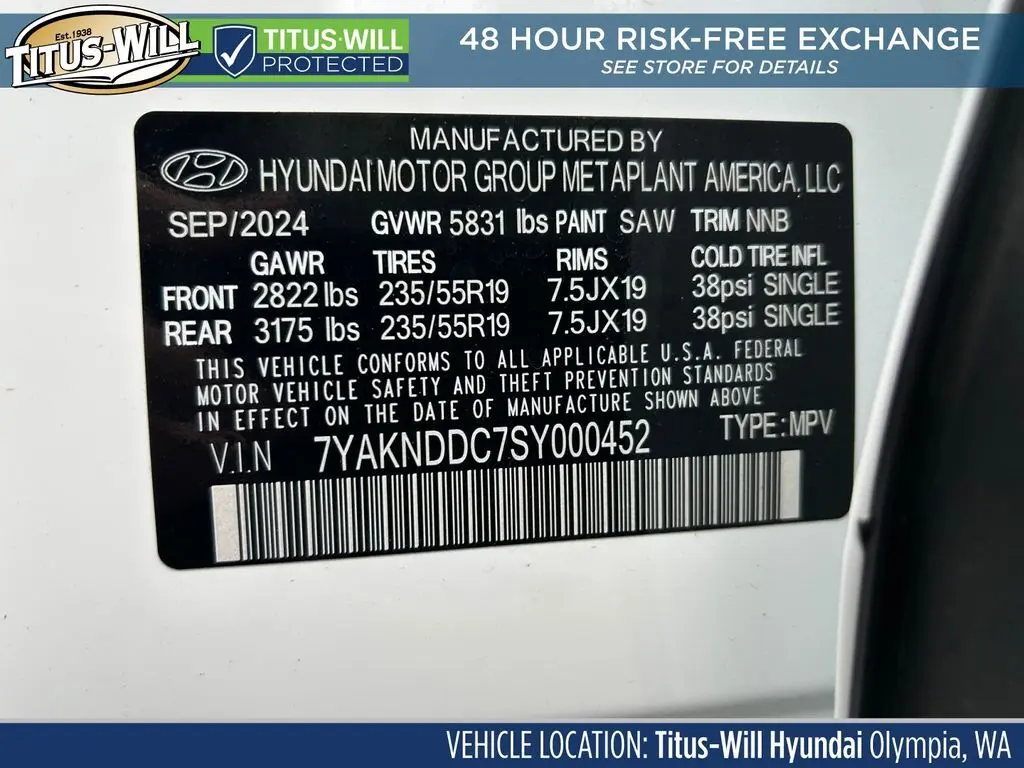 Est. 1938
TITUS-WILL
TITUS-WILL
PROTECTED
48 HOUR RISK-FREE EXCHANGE
SEE STORE FOR DETAILS
MANUFACTURED BY
HYUNDAI MOTOR GROUP METAPLANT AMERICA, LLC
SEP/2024 GVWR 5831 lbs PAINT SAW TRIM NNB
GAWR TIRES RIMS COLD TIRE INFL
FRONT 2822 lbs 235/55R19 7.5JX19 38psi SINGLE
REAR 3175 lbs 235/55R19 7.5JX19 38psi SINGLE
THIS VEHICLE CONFORMS TO ALL APPLICABLE U.S.A. FEDERAL
MOTOR VEHICLE SAFETY AND THEFT PREVENTION STANDARDS
IN EFFECT ON THE DATE OF MANUFACTURE SHOWN ABOVE
V.I.N 7YAKNDDC7SY000452 TYPE: MPV
VEHICLE LOCATION: Titus-Will Hyundai Olympia, WA